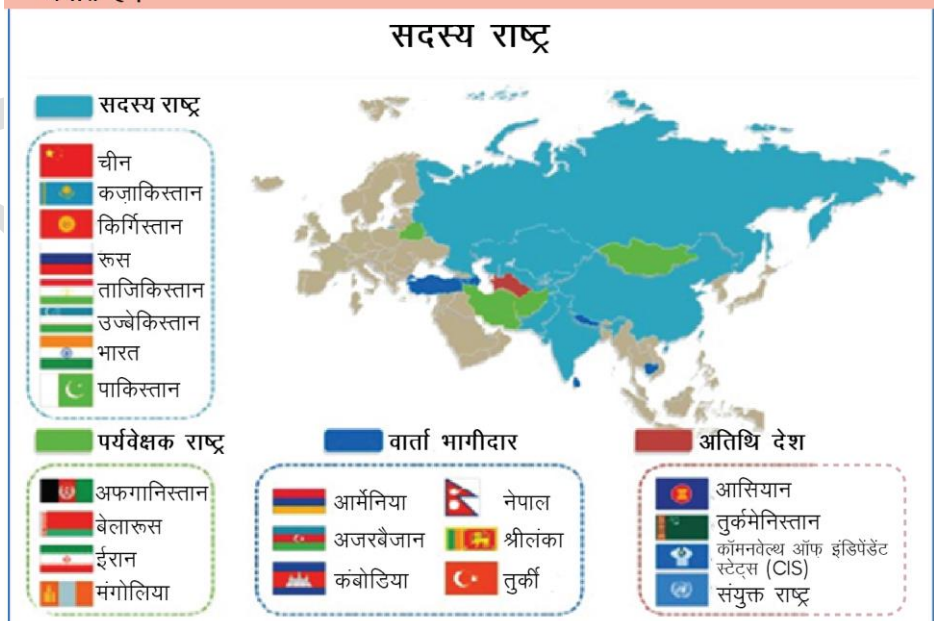 सदस्य राष्ट्र
सदस्य राष्ट्र
चीन
कज़ाकिस्तान
किर्गिस्तान
रूस
ताजिकिस्तान
उज्बेकिस्तान
भारत
पाकिस्तान
पर्यवेक्षक राष्ट्र
अफगानिस्तान
बेलारूस
ईरान
मंगोलिया
वार्ता भागीदार
आर्मेनिया
अजरबैजान
कंबोडिया
नेपाल
श्रीलंका
तुर्की
अतिथि देश
आसियान
तुर्कमेनिस्तान
कॉमनवेल्थ ऑफ इंडिपेंडेंट
स्टेट्स (CIS)
संयुक्त राष्ट्र